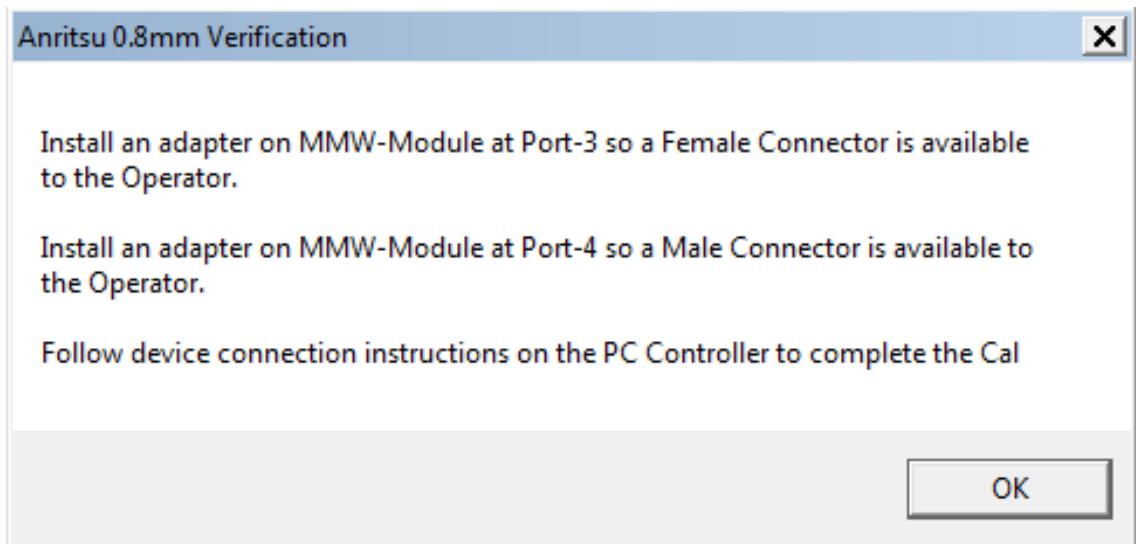 Anritsu 0.8mm Verification
Install an adapter on MMW-Module at Port-3 so a Female Connector is available
to the Operator.
Install an adapter on MMW-Module at Port-4 so a Male Connector is available to
the Operator.
Follow device connection instructions on the PC Controller to complete the Cal
OK